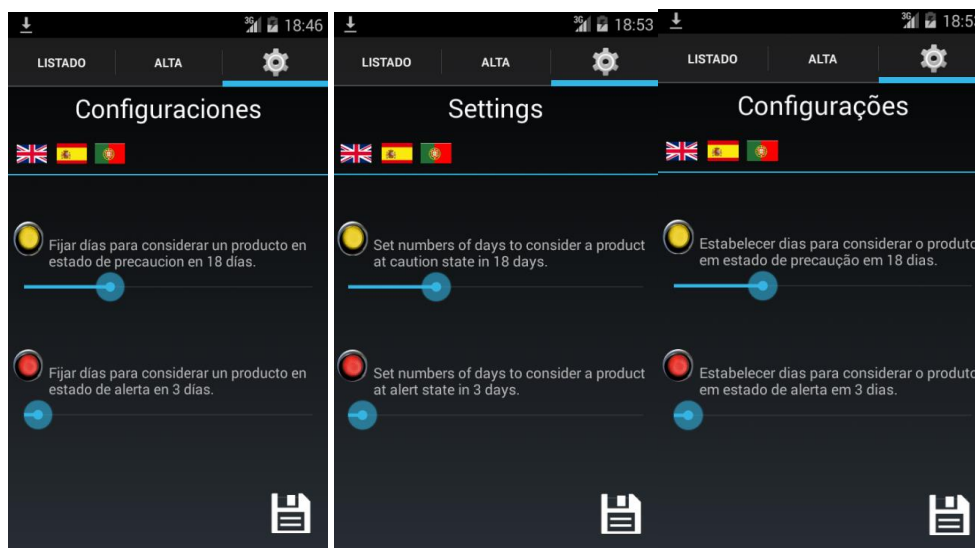 3G 18:46
LISTADO ALTA
Configuraciones
Fijar días para considerar un producto en
estado de precaucion en 18 días.
Fijar días para considerar un producto en
estado de alerta en 3 días.
3G 18:53
LISTADO ALTA
Settings
Set numbers of days to consider a product
at caution state in 18 days.
Set numbers of days to consider a product
at alert state in 3 days.
3G
LISTADO ALTA
Configurações
Estabelecer dias para considerar o produto
em estado de precaução em 18 dias.
Estabelecer dias para considerar o produto
em estado de alerta em 3 dias.